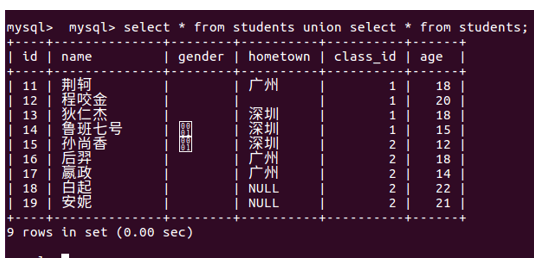 mysql>  mysql> select * from students union select * from students;
+----+--------------+--------+----------+----------+------+
| id | name         | gender | hometown | class_id | age  |
+----+--------------+--------+----------+----------+------+
| 11 | 荆轲         |        | 广州     |        1 |   18 |
| 12 | 程咬金       |        |          |        1 |   20 |
| 13 | 狄仁杰       |        | 深圳     |        1 |   18 |
| 14 | 鲁班七号     | 0001   | 深圳     |        1 |   15 |
| 15 | 孙尚香       | 0001   | 深圳     |        2 |   12 |
| 16 | 后羿         |        | 广州     |        2 |   18 |
| 17 | 嬴政         |        | 广州     |        2 |   14 |
| 18 | 白起         |        | NULL     |        2 |   22 |
| 19 | 安妮         |        | NULL     |        2 |   21 |
+----+--------------+--------+----------+----------+------+
9 rows in set (0.00 sec)